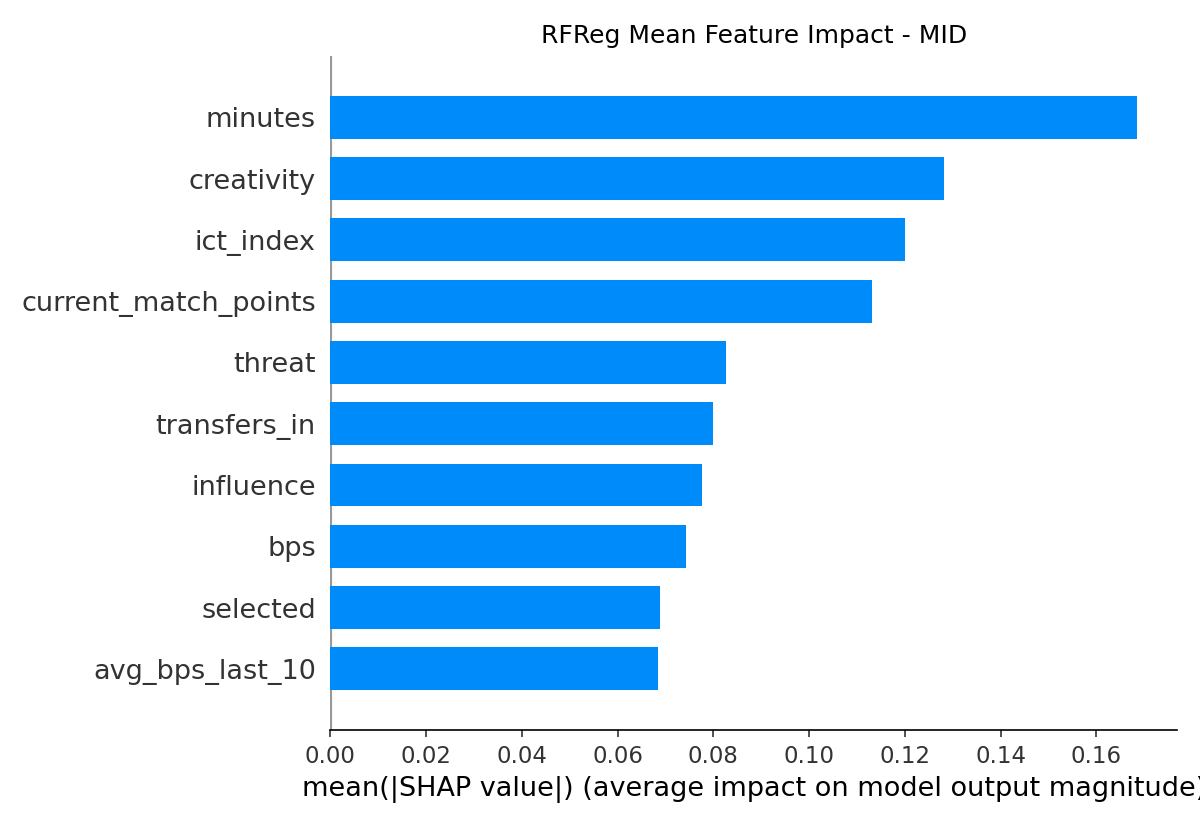 RFReg Mean Feature Impact - MID
minutes
creativity
ict_index
current_match_points
threat
transfers_in
influence
bps
selected
avg_bps_last_10
0.00 0.02 0.04 0.06 0.08 0.10 0.12 0.14 0.16
mean(|SHAP value|) (average impact on model output magnitude)